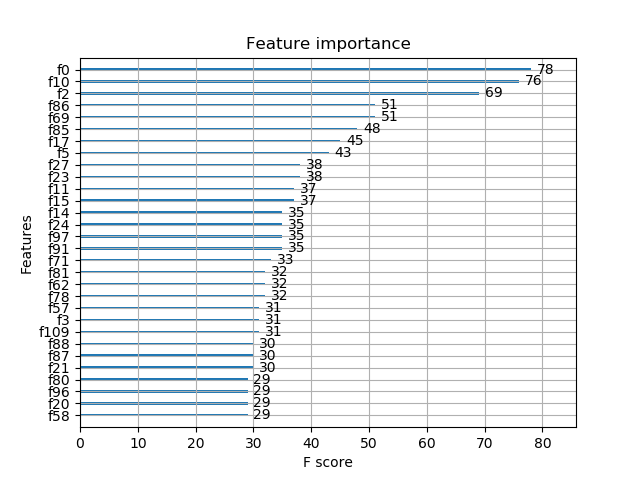 Feature importance
f0 78
f10 76
f2 69
f86 51
f69 51
f85 48
f17 45
f5 43
f27 38
f23 38
f11 37
f15 37
f14 35
f24 35
f97 35
f91 35
f71 33
f81 32
f62 32
f78 32
f57 31
f3 31
f109 31
f88 30
f87 30
f21 30
f80 29
f96 29
f20 29
f58 29
Features
0 10 20 30 40 50 60 70 80
F score